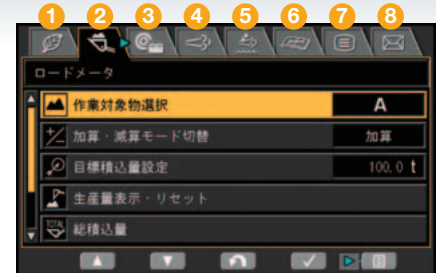 1 2 3 4 5 6 7 8
ロードメータ
作業対象物選択 A
加算・減算モード切替 加算
目標積込量設定 100.0 t
生産量表示・リセット
TOTAL 総積込量